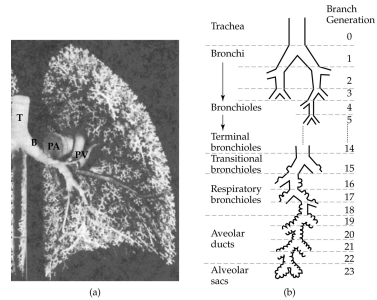 T
B
PA
PV
(a)
Branch
Generation
Trachea
0
Bronchi
1
2
3
Bronchioles
4
5
Terminal
bronchioles
14
Transitional
bronchioles
15
Respiratory
bronchioles
16
17
18
19
Aveolar
ducts
20
21
22
Alveolar
sacs
23
(b)